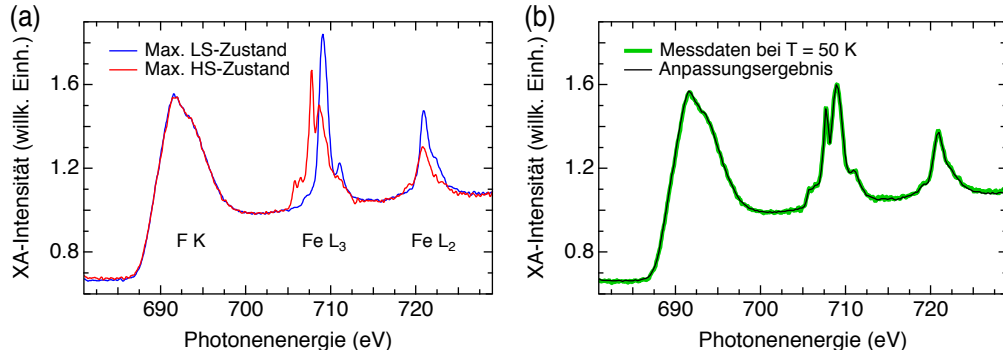 (a)
XA-Intensität (willk. Einh.)
1.6
1.2
0.8
Max. LS-Zustand
Max. HS-Zustand
F K
Fe L3
Fe L2
690
700
710
720
Photonenenergie (eV)
(b)
XA-Intensität (willk. Einh.)
1.6
1.2
0.8
Messdaten bei T = 50 K
Anpassungsergebnis
690
700
710
720
Photonenenergie (eV)